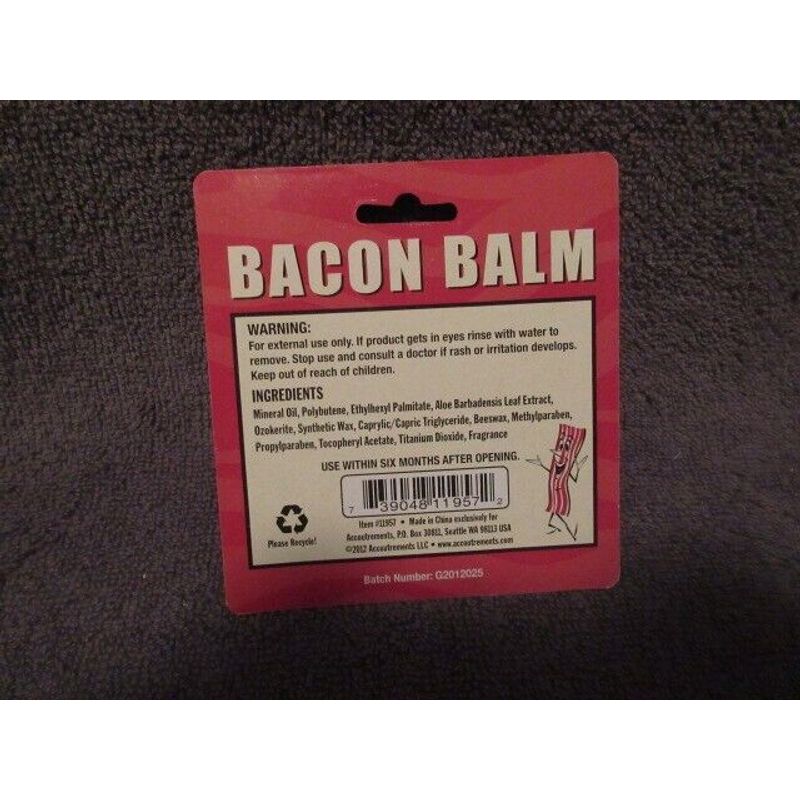 BACON BALM
WARNING:
For external use only. If product gets in eyes rinse with water to
remove. Stop use and consult a doctor if rash or irritation develops.
Keep out of reach of children.
INGREDIENTS
Mineral Oil, Polybutene, Ethylhexyl Palmitate, Aloe Barbadensis Leaf Extract,
Ozokerite, Synthetic Wax, Caprylic/Capric Triglyceride, Beeswax, Methylparaben,
Propylparaben, Tocopheryl Acetate, Titanium Dioxide, Fragrance
USE WITHIN SIX MONTHS AFTER OPENING.
7 39048 11957 2
Please Recycle!
Item #11957 • Made in China exclusively for
Accoutrements, P.O. Box 30811, Seattle WA 98113 USA
©2012 Accoutrements LLC • www.accoutrements.com
Batch Number: G2012025